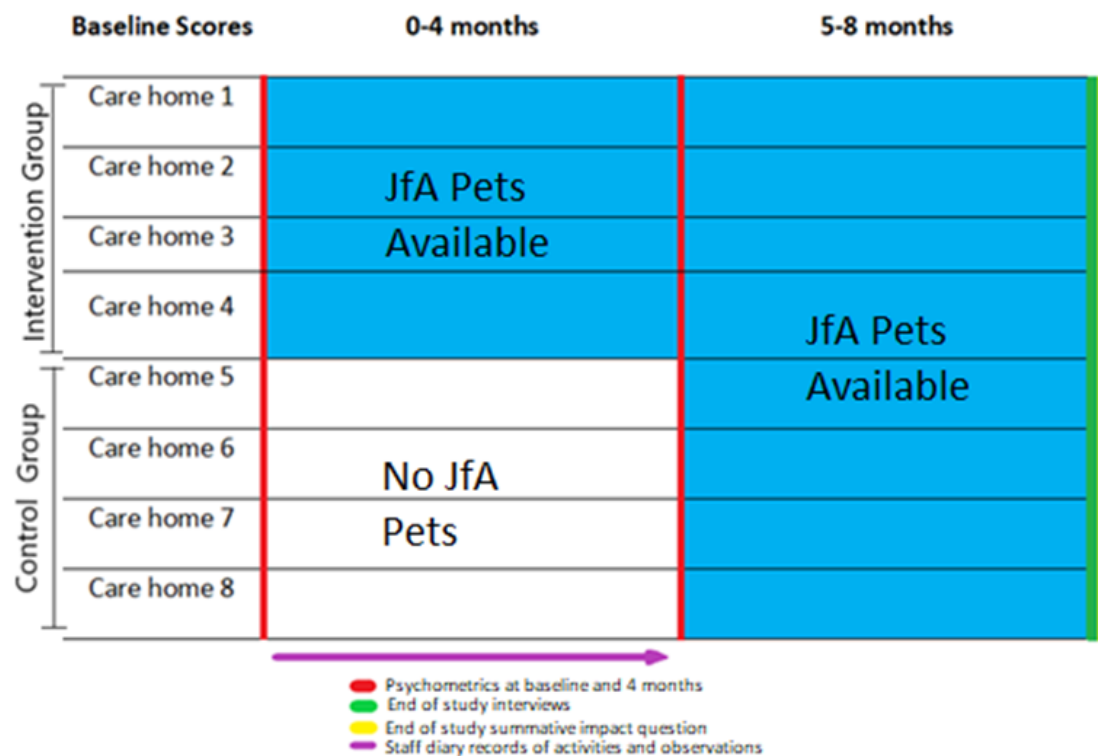 Baseline Scores
0-4 months
5-8 months
Intervention Group
Care home 1
Care home 2
Care home 3
Care home 4
JfA Pets
Available
JfA Pets
Available
Control Group
Care home 5
Care home 6
Care home 7
Care home 8
No JfA
Pets
Psychometrics at baseline and 4 months
End of study interviews
End of study summative impact question
Staff diary records of activities and observations